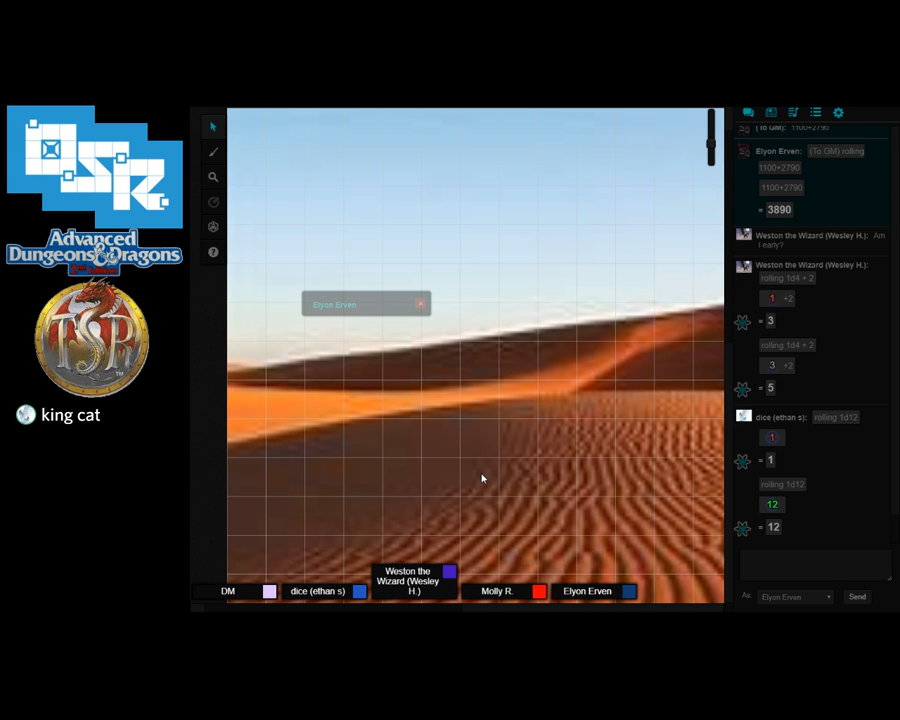 OSR
Advanced
Dungeons & Dragons
2nd Edition
TSR
TM
king cat
Elyon Erven
DM
dice (ethan s)
Weston the
Wizard (Wesley
H.)
Molly R.
Elyon Erven
(To GM): 1100+2790
Elyon Erven: (To GM) rolling
1100+2790
1100+2790
= 3890
Weston the Wizard (Wesley H.): Am
I early?
Weston the Wizard (Wesley H.):
rolling 1d4 + 2
1 +2
= 3
rolling 1d4 + 2
3 +2
= 5
dice (ethan s): rolling 1d12
1
= 1
rolling 1d12
12
= 12
As: Elyon Erven
Send